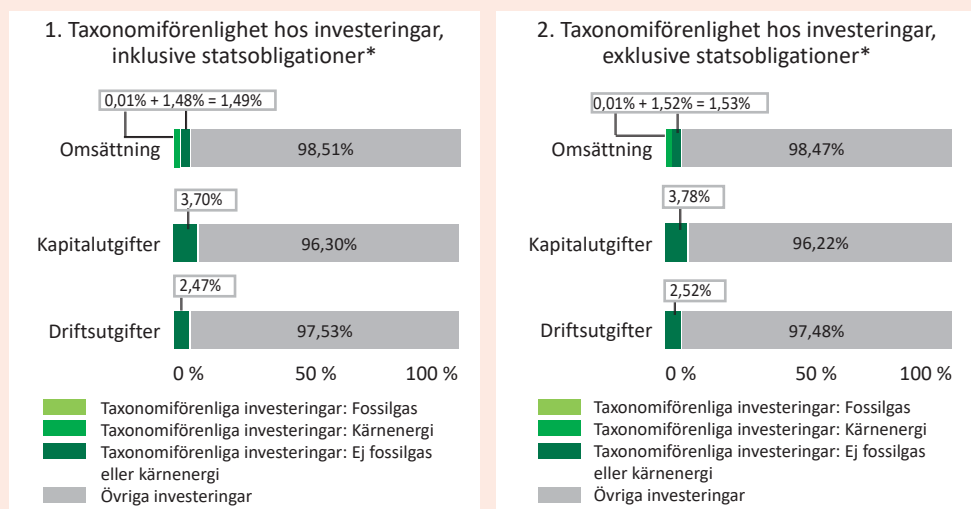 1. Taxonomiförenlighet hos investeringar,
inklusive statsobligationer*
0,01% + 1,48% = 1,49%
Omsättning
98,51%
3,70%
Kapitalutgifter
96,30%
2,47%
Driftsutgifter
97,53%
0 % 50 % 100 %
Taxonomiförenliga investeringar: Fossilgas
Taxonomiförenliga investeringar: Kärnenergi
Taxonomiförenliga investeringar: Ej fossilgas
eller kärnenergi
Övriga investeringar
2. Taxonomiförenlighet hos investeringar,
exklusive statsobligationer*
0,01% + 1,52% = 1,53%
Omsättning
98,47%
3,78%
Kapitalutgifter
96,22%
2,52%
Driftsutgifter
97,48%
0 % 50 % 100 %
Taxonomiförenliga investeringar: Fossilgas
Taxonomiförenliga investeringar: Kärnenergi
Taxonomiförenliga investeringar: Ej fossilgas
eller kärnenergi
Övriga investeringar